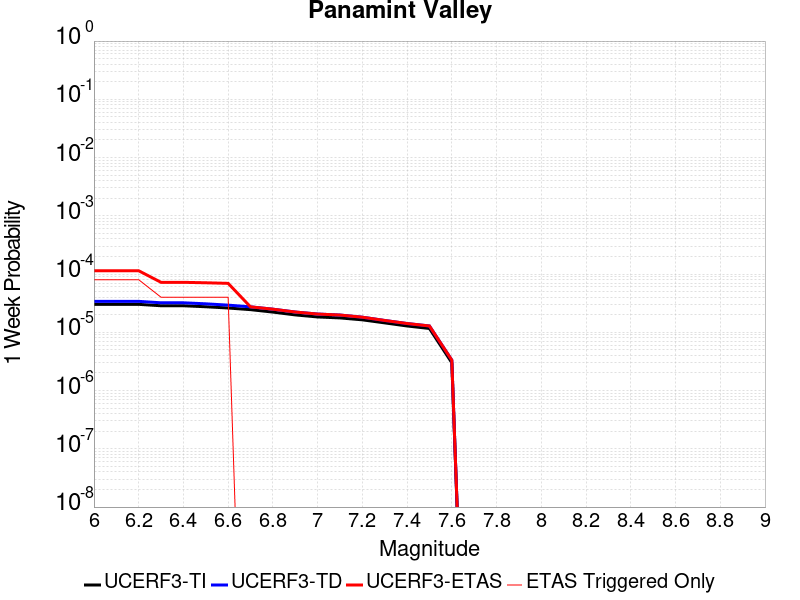 Panamint Valley
1 Week Probability
10^0
10^-1
10^-2
10^-3
10^-4
10^-5
10^-6
10^-7
10^-8
6 6.2 6.4 6.6 6.8 7 7.2 7.4 7.6 7.8 8 8.2 8.4 8.6 8.8 9
Magnitude
UCERF3-TI UCERF3-TD UCERF3-ETAS ETAS Triggered Only